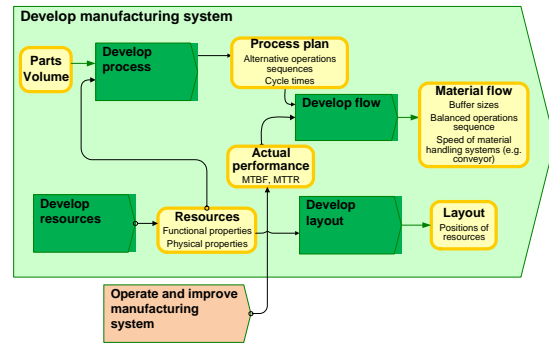 Develop manufacturing system
Parts
Volume
Develop
process
Process plan
Alternative operations
sequences
Cycle times
Develop flow
Material flow
Buffer sizes
Balanced operations
sequence
Speed of material
handling systems (e.g.
conveyor)
Actual
performance
MTBF, MTTR
Develop
resources
Resources
Functional properties
Physical properties
Develop
layout
Layout
Positions of
resources
Operate and improve
manufacturing
system